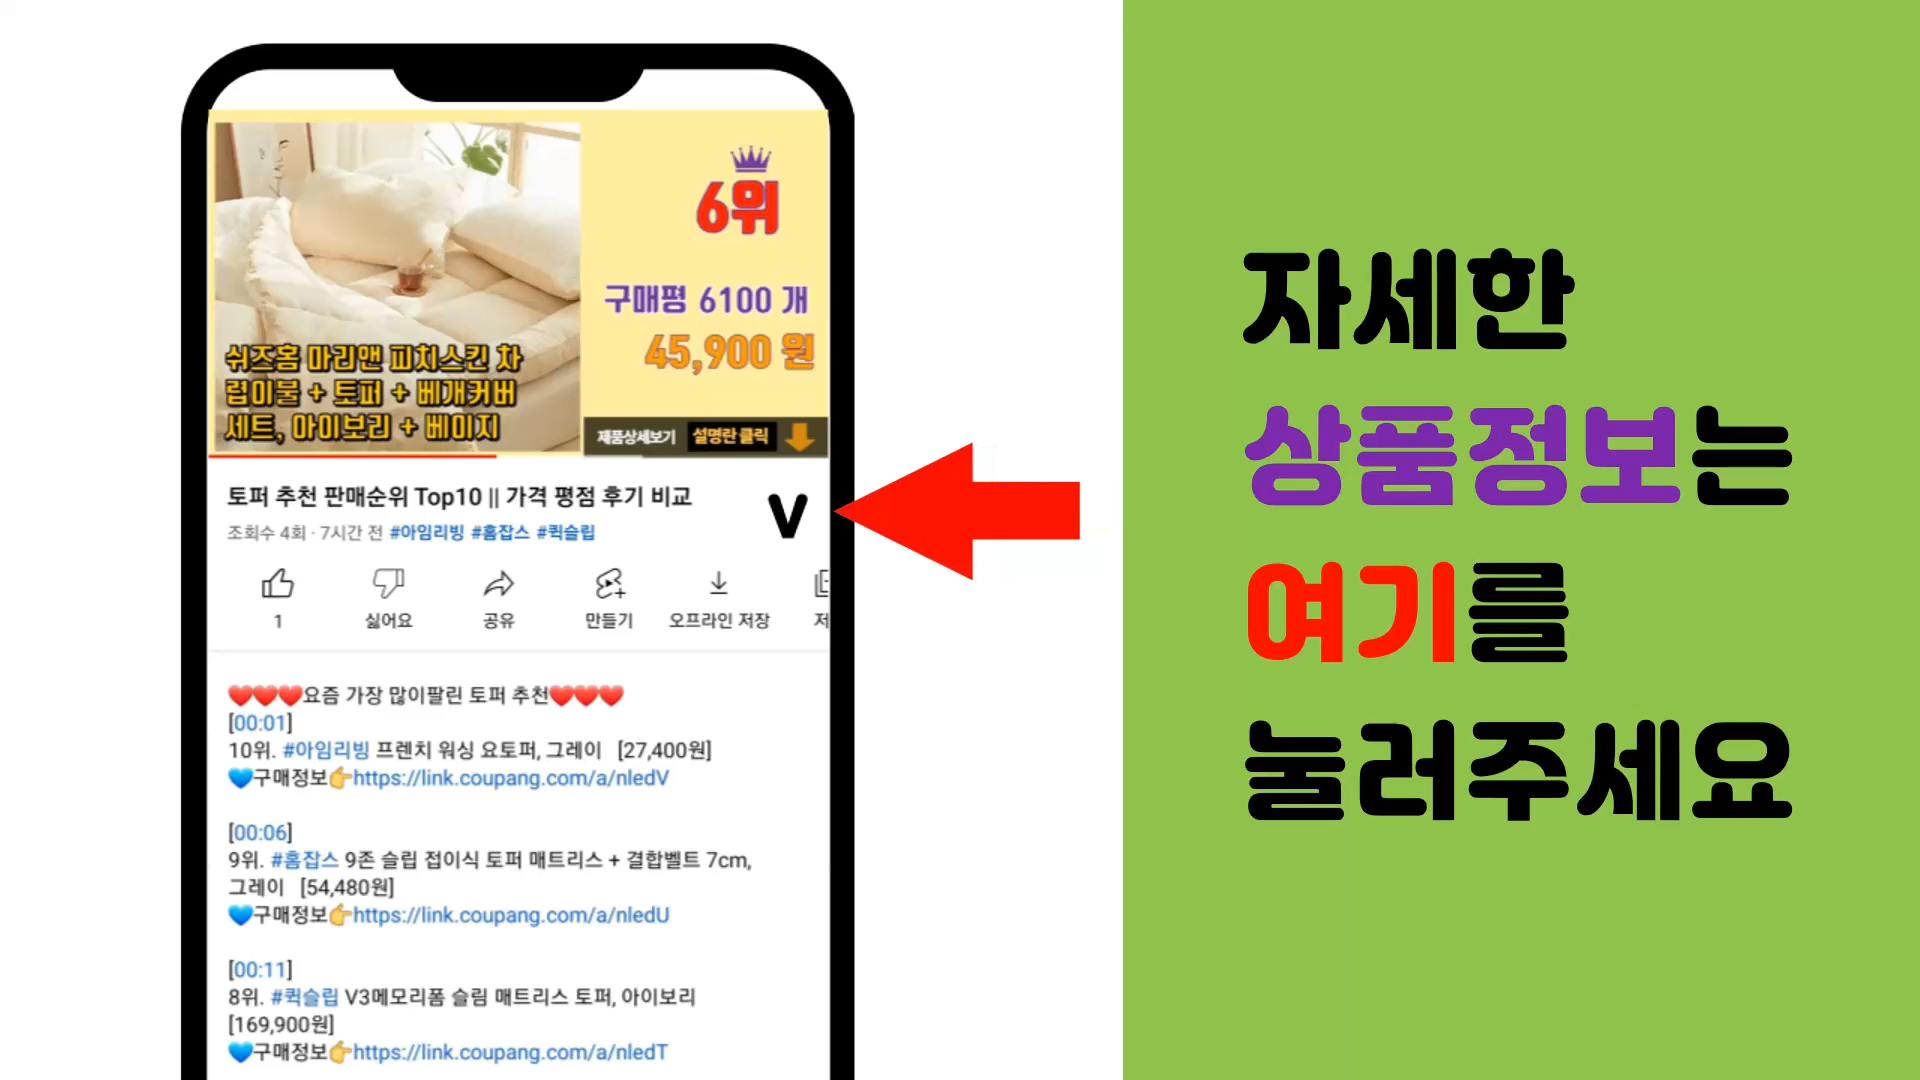 6위
구매평 6100 개
45,900 원
쉬즈홈 마리앤 피치스킨 차
렵이불 + 토퍼 + 베개커버
세트, 아이보리 + 베이지
제품상세보기 설명란 클릭
토퍼 추천 판매순위 Top10 || 가격 평점 후기 비교
V
조회수 4회 · 7시간 전 #아임리빙 #홈잡스 #퀵슬립
1 싫어요 공유 만들기 오프라인 저장 저
❤️❤️❤️요즘 가장 많이팔린 토퍼 추천❤️❤️❤️
[00:01]
10위. #아임리빙 프렌치 워싱 요토퍼, 그레이 [27,400원]
💙구매정보👉https://link.coupang.com/a/nledV
[00:06]
9위. #홈잡스 9존 슬립 접이식 토퍼 매트리스 + 결합벨트 7cm,
그레이 [54,480원]
💙구매정보👉https://link.coupang.com/a/nledU
[00:11]
8위. #퀵슬립 V3메모리폼 슬림 매트리스 토퍼, 아이보리
[169,900원]
💙구매정보👉https://link.coupang.com/a/nledT
자세한
상품정보는
여기를
눌러주세요